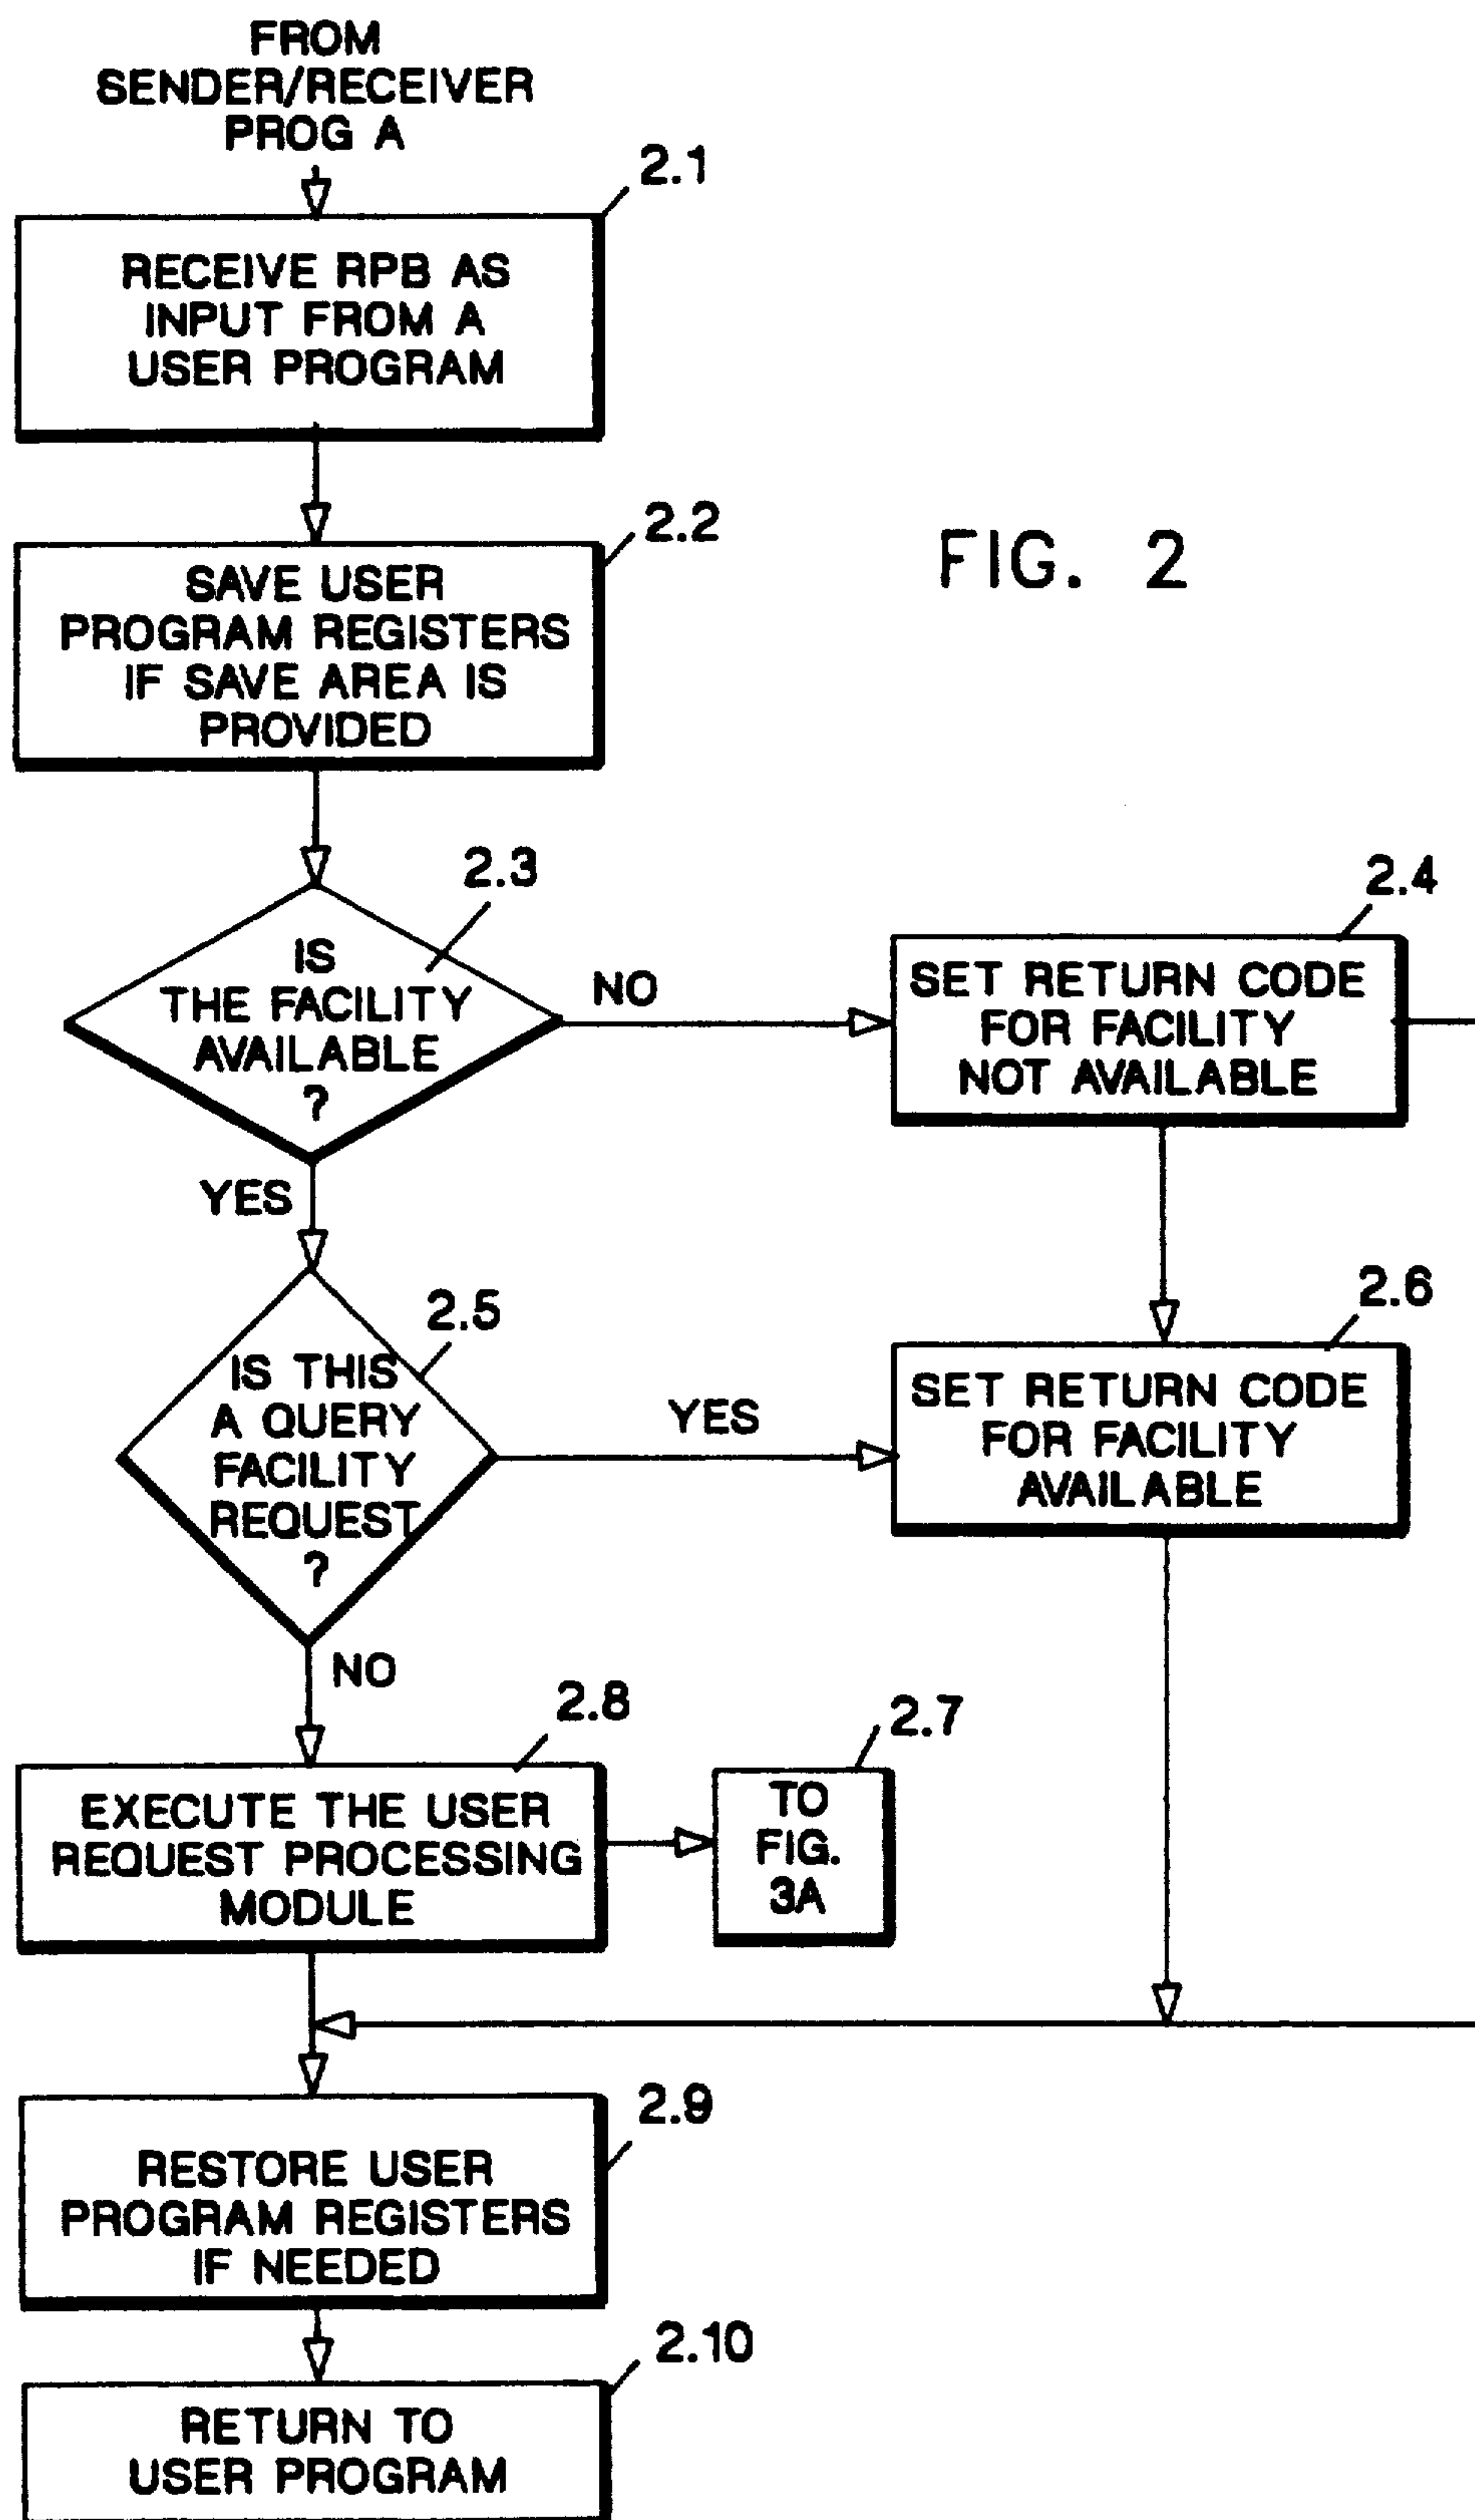 FROM
SENDER/RECEIVER
PROG A
2.1
RECEIVE RPB AS
INPUT FROM A
USER PROGRAM
2.2
SAVE USER
PROGRAM REGISTERS
IF SAVE AREA IS
PROVIDED
FIG. 2
2.3
IS
THE FACILITY
AVAILABLE
?
NO
2.4
SET RETURN CODE
FOR FACILITY
NOT AVAILABLE
YES
2.5
IS THIS
A QUERY
FACILITY
REQUEST
?
YES
2.6
SET RETURN CODE
FOR FACILITY
AVAILABLE
NO
2.8
EXECUTE THE USER
REQUEST PROCESSING
MODULE
2.7
TO
FIG.
3A
2.9
RESTORE USER
PROGRAM REGISTERS
IF NEEDED
2.10
RETURN TO
USER PROGRAM